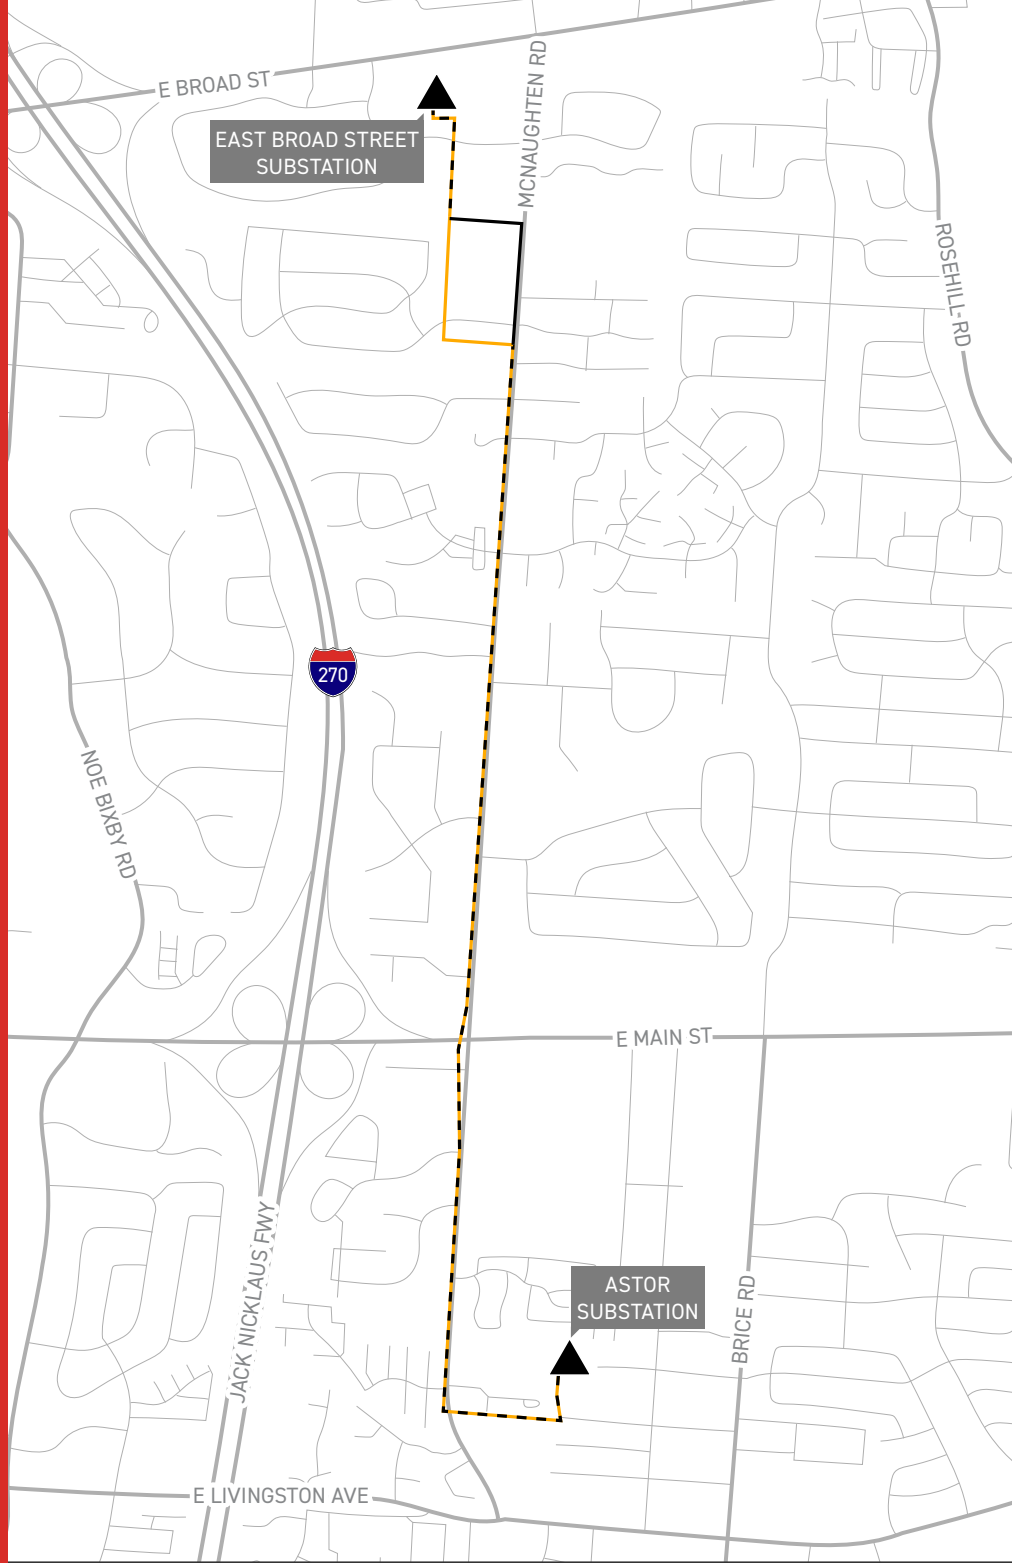 E BROAD ST
MCNAUGHTEN RD
EAST BROAD STREET
SUBSTATION
ROSEHILL-RD
270
NOE BIXBY RD
E MAIN ST
JACK NICKLAUS FWY
ASTOR
SUBSTATION
BRICE RD
E LIVINGSTON AVE